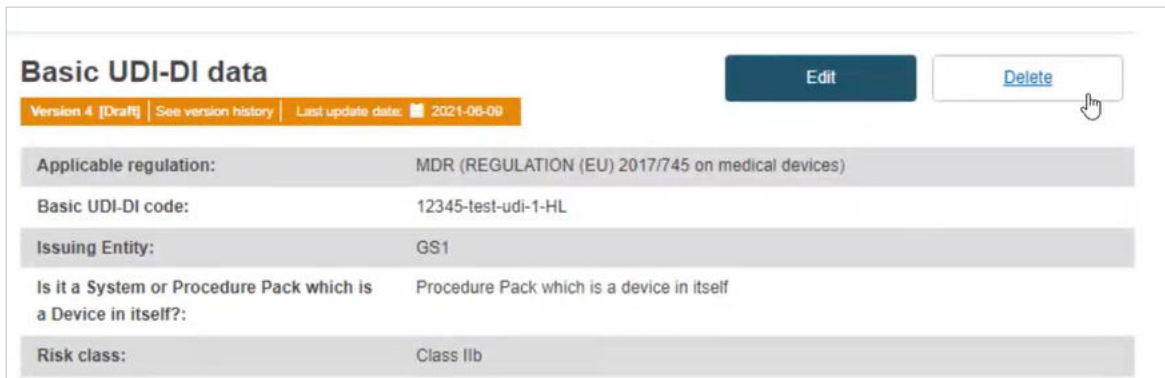 Basic UDI-DI data
Edit
Delete
Version 4 [Draft] See version history Last update date: 2021-06-09
Applicable regulation: MDR (REGULATION (EU) 2017/745 on medical devices)
Basic UDI-DI code: 12345-test-udi-1-HL
Issuing Entity: GS1
Is it a System or Procedure Pack which is Procedure Pack which is a device in itself
a Device in itself?:
Risk class: Class IIb